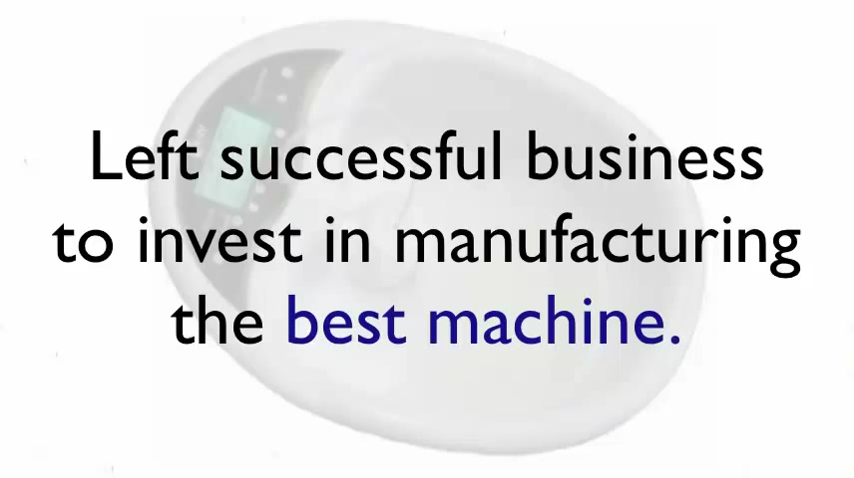 Left successful business
to invest in manufacturing
the best machine.